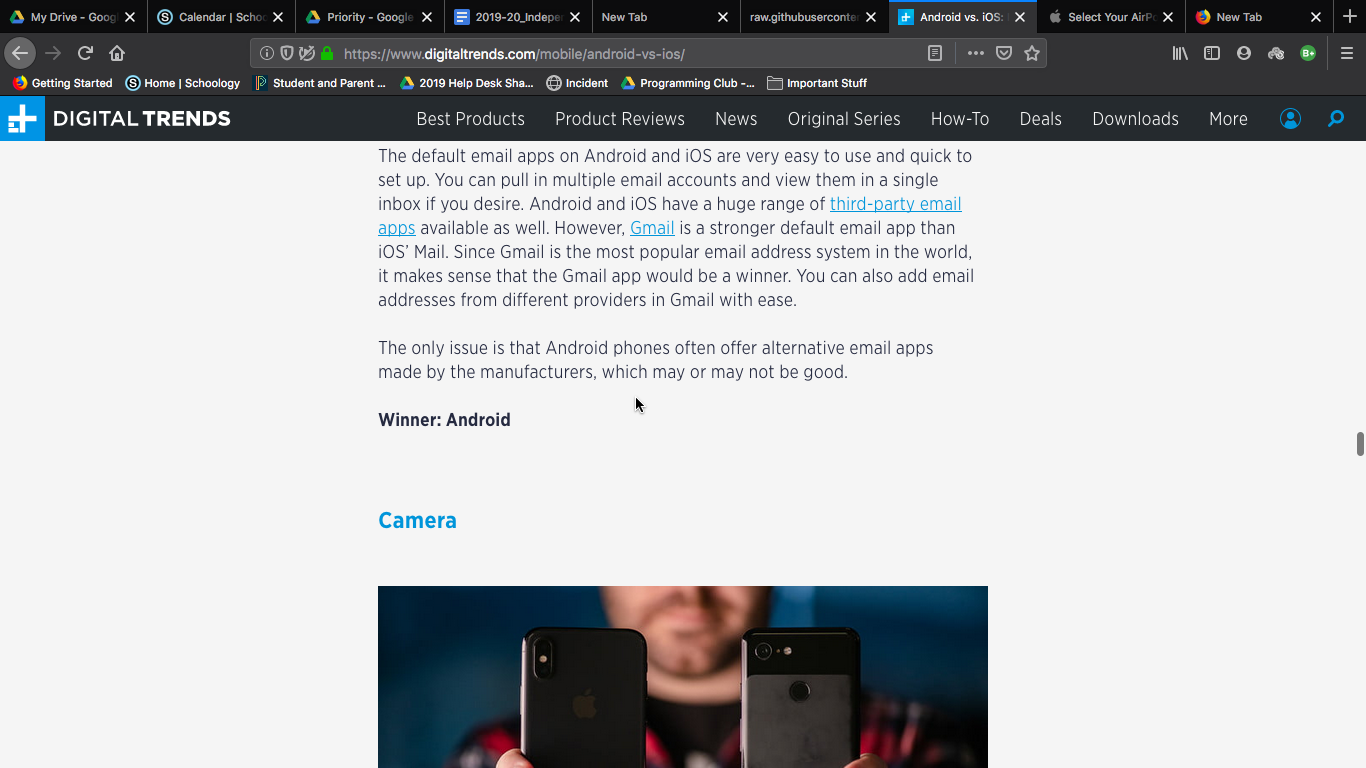 My Drive - Goog
Calendar | Schoo
Priority - Google
2019-20_Indeper
New Tab
raw.githubuserconter
Android vs. iOS:
Select Your AirPo
New Tab
https://www.digitaltrends.com/mobile/android-vs-ios/
B+
Getting Started
Home | Schoology
Student and Parent ...
2019 Help Desk Sha...
Incident
Programming Club -...
Important Stuff
DIGITAL TRENDS
Best Products
Product Reviews
News
Original Series
How-To
Deals
Downloads
More
The default email apps on Android and iOS are very easy to use and quick to
set up. You can pull in multiple email accounts and view them in a single
inbox if you desire. Android and iOS have a huge range of third-party email
apps available as well. However, Gmail is a stronger default email app than
iOS’ Mail. Since Gmail is the most popular email address system in the world,
it makes sense that the Gmail app would be a winner. You can also add email
addresses from different providers in Gmail with ease.
The only issue is that Android phones often offer alternative email apps
made by the manufacturers, which may or may not be good.
Winner: Android
Camera